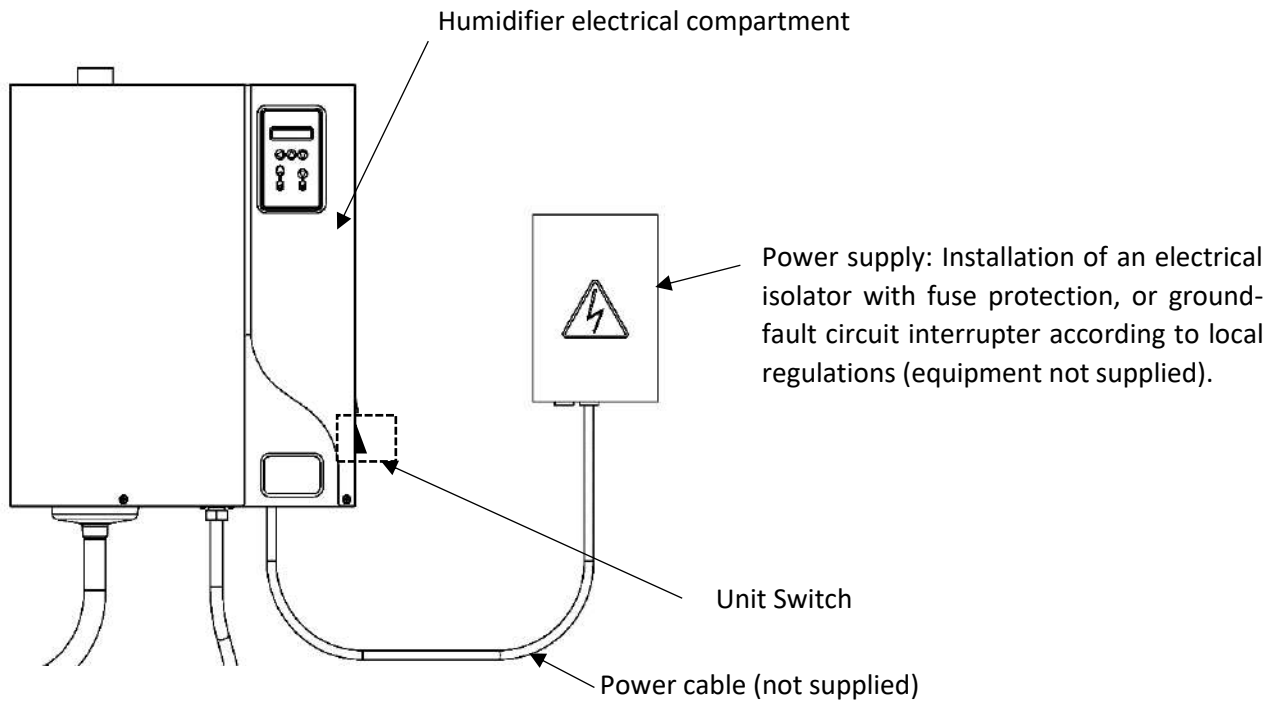 Humidifier electrical compartment
Power supply: Installation of an electrical
isolator with fuse protection, or ground-
fault circuit interrupter according to local
regulations (equipment not supplied).
Unit Switch
Power cable (not supplied)